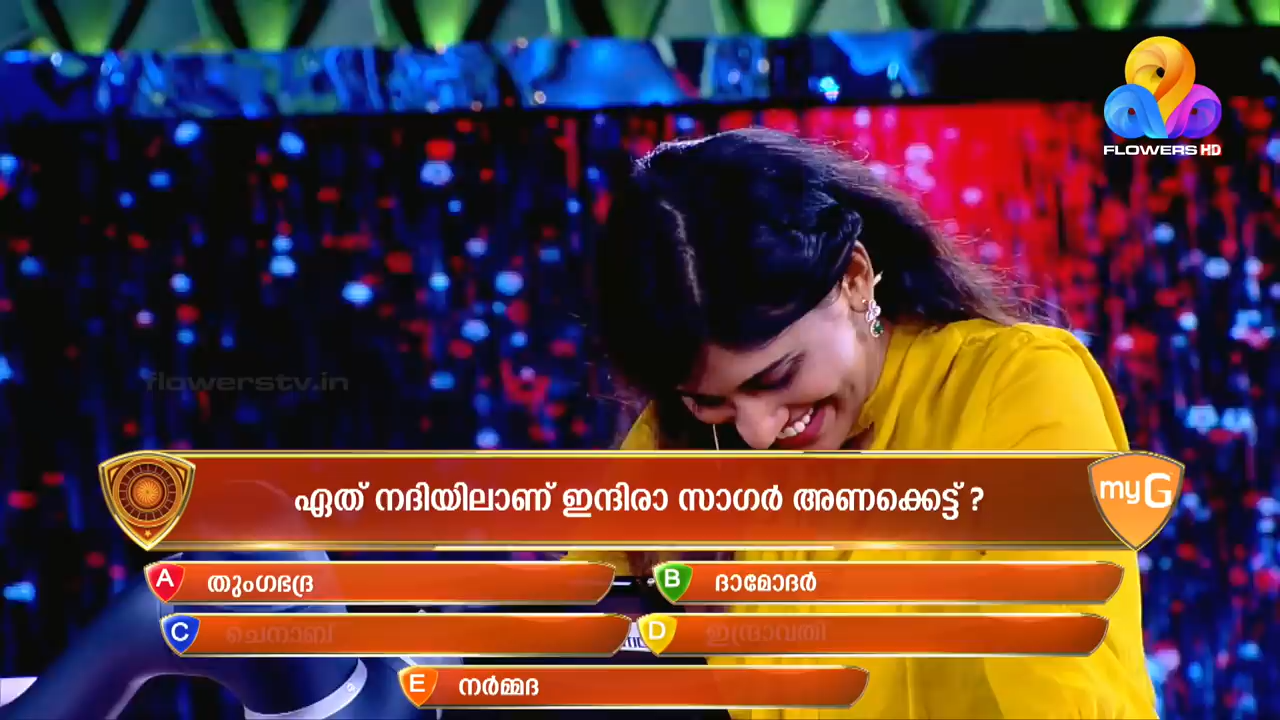 FLOWERS HD
flowerstv.in
ഏത് നദിയിലാണ് ഇന്ദിരാ സാഗർ അണക്കെട്ട് ?
myG
A തുംഗഭദ്ര
B ദാമോദർ
C ചെനാബ്
D ഇന്ദ്രാവതി
E നർമ്മദ